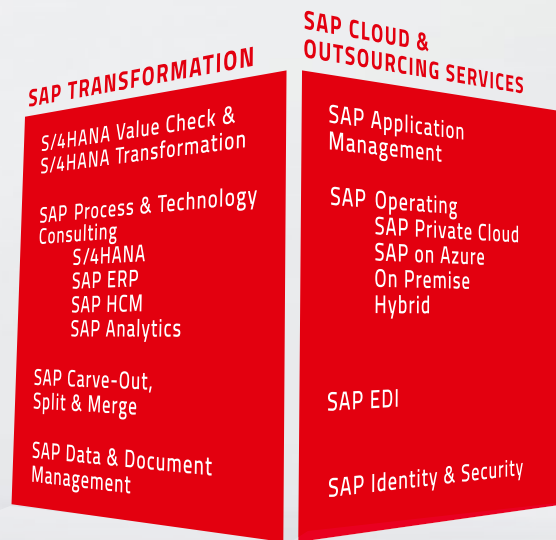 SAP TRANSFORMATION
S/4HANA Value Check &
S/4HANA Transformation
SAP Process & Technology
Consulting
S/4HANA
SAP ERP
SAP HCM
SAP Analytics
SAP Carve-Out,
Split & Merge
SAP Data & Document
Management
SAP CLOUD &
OUTSOURCING SERVICES
SAP Application
Management
SAP Operating
SAP Private Cloud
SAP on Azure
On Premise
Hybrid
SAP EDI
SAP Identity & Security